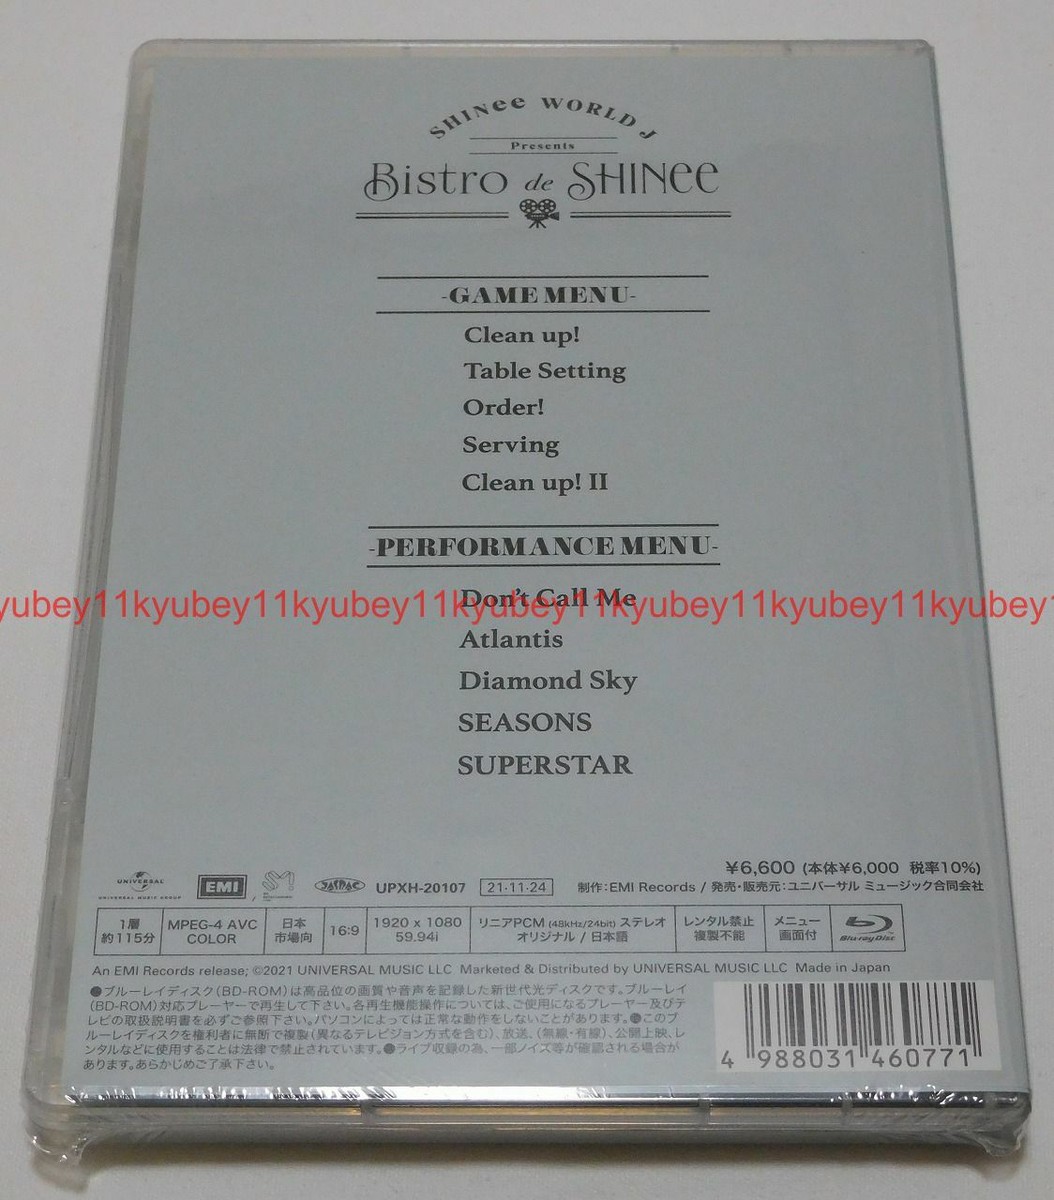 SHINee WORLD J
Presents
Bistro de SHINee
-GAME MENU-
Clean up!
Table Setting
Order!
Serving
Clean up! II
-PERFORMANCE MENU-
Don't Call Me
yubey11kyubey11kyubey11kyubey11kyubey11kyubey11kyubey11kyubey1
Atlantis
Diamond Sky
SEASONS
SUPERSTAR
¥6,600 (本体¥6,000 税率10%)
UNIVERSAL
UNIVERSAL MUSIC GROUP
EMI
/
SM
JASRAC
UPXH-20107
21·11·24
制作:EMI Records / 発売・販売元:ユニバーサル ミュージック合同会社
1層
約115分
MPEG-4 AVC
COLOR
日本
市場向
16:9
1920 x 1080
59.94i
リニアPCM (48kHz/24bit) ステレオ
オリジナル / 日本語
レンタル禁止
複製不能
メニュー
画面付
Blu-ray Disc
An EMI Records release; ©2021 UNIVERSAL MUSIC LLC Marketed & Distributed by UNIVERSAL MUSIC LLC Made in Japan
●ブルーレイディスク(BD-ROM)は高品位の画質や音声を記録した新世代光ディスクです。ブルーレイ
(BD-ROM)対応プレーヤーで再生して下さい。各再生機能操作については、ご使用になるプレーヤー及びテ
レビの取扱説明書を必ずご参照下さい。パソコンによっては正常な動作をしないことがあります。●このブ
ルーレイディスクを権利者に無断で複製(異なるテレビジョン方式を含む)、放送、(無線・有線)、公開上映、レ
ンタルなどに使用することは法律で禁止されています。●ライブ収録の為、一部ノイズ等が確認される場合が
あります。あらかじめご了承下さい。
4 988031 460771